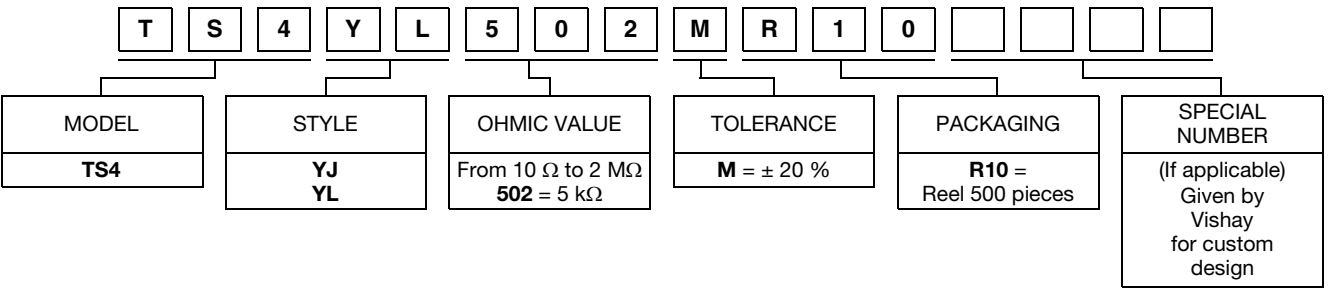 T S 4 Y L 5 0 2 M R 1 0
MODEL
TS4
STYLE
YJ
YL
OHMIC VALUE
From 10 Ω to 2 MΩ
502 = 5 kΩ
TOLERANCE
M = ± 20 %
PACKAGING
R10 =
Reel 500 pieces
SPECIAL
NUMBER
(If applicable)
Given by
Vishay
for custom
design